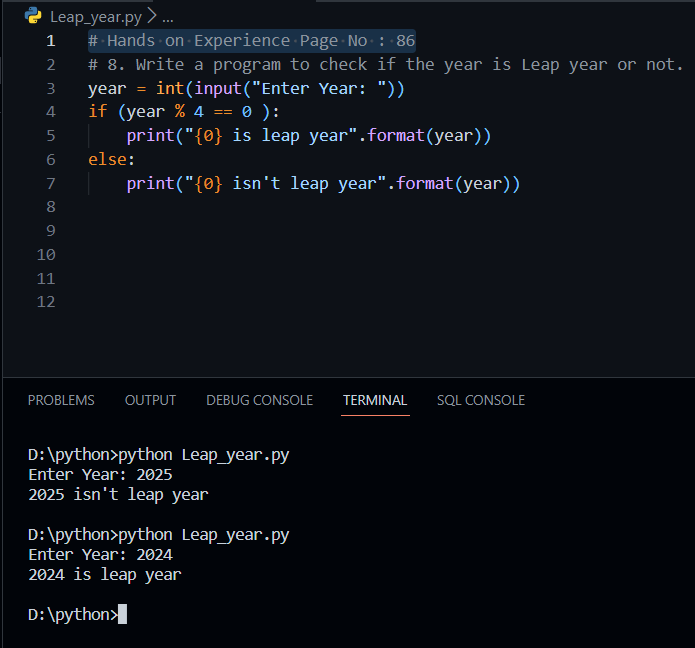 Leap_year.py > ...
1 # Hands on Experience Page No : 86
2 # 8. Write a program to check if the year is Leap year or not.
3 year = int(input("Enter Year: "))
4 if (year % 4 == 0 ):
5     print("{0} is leap year".format(year))
6 else:
7     print("{0} isn't leap year".format(year))
8
9
10
11
12
PROBLEMS OUTPUT DEBUG CONSOLE TERMINAL SQL CONSOLE
D:\python>python Leap_year.py
Enter Year: 2025
2025 isn't leap year
D:\python>python Leap_year.py
Enter Year: 2024
2024 is leap year
D:\python>